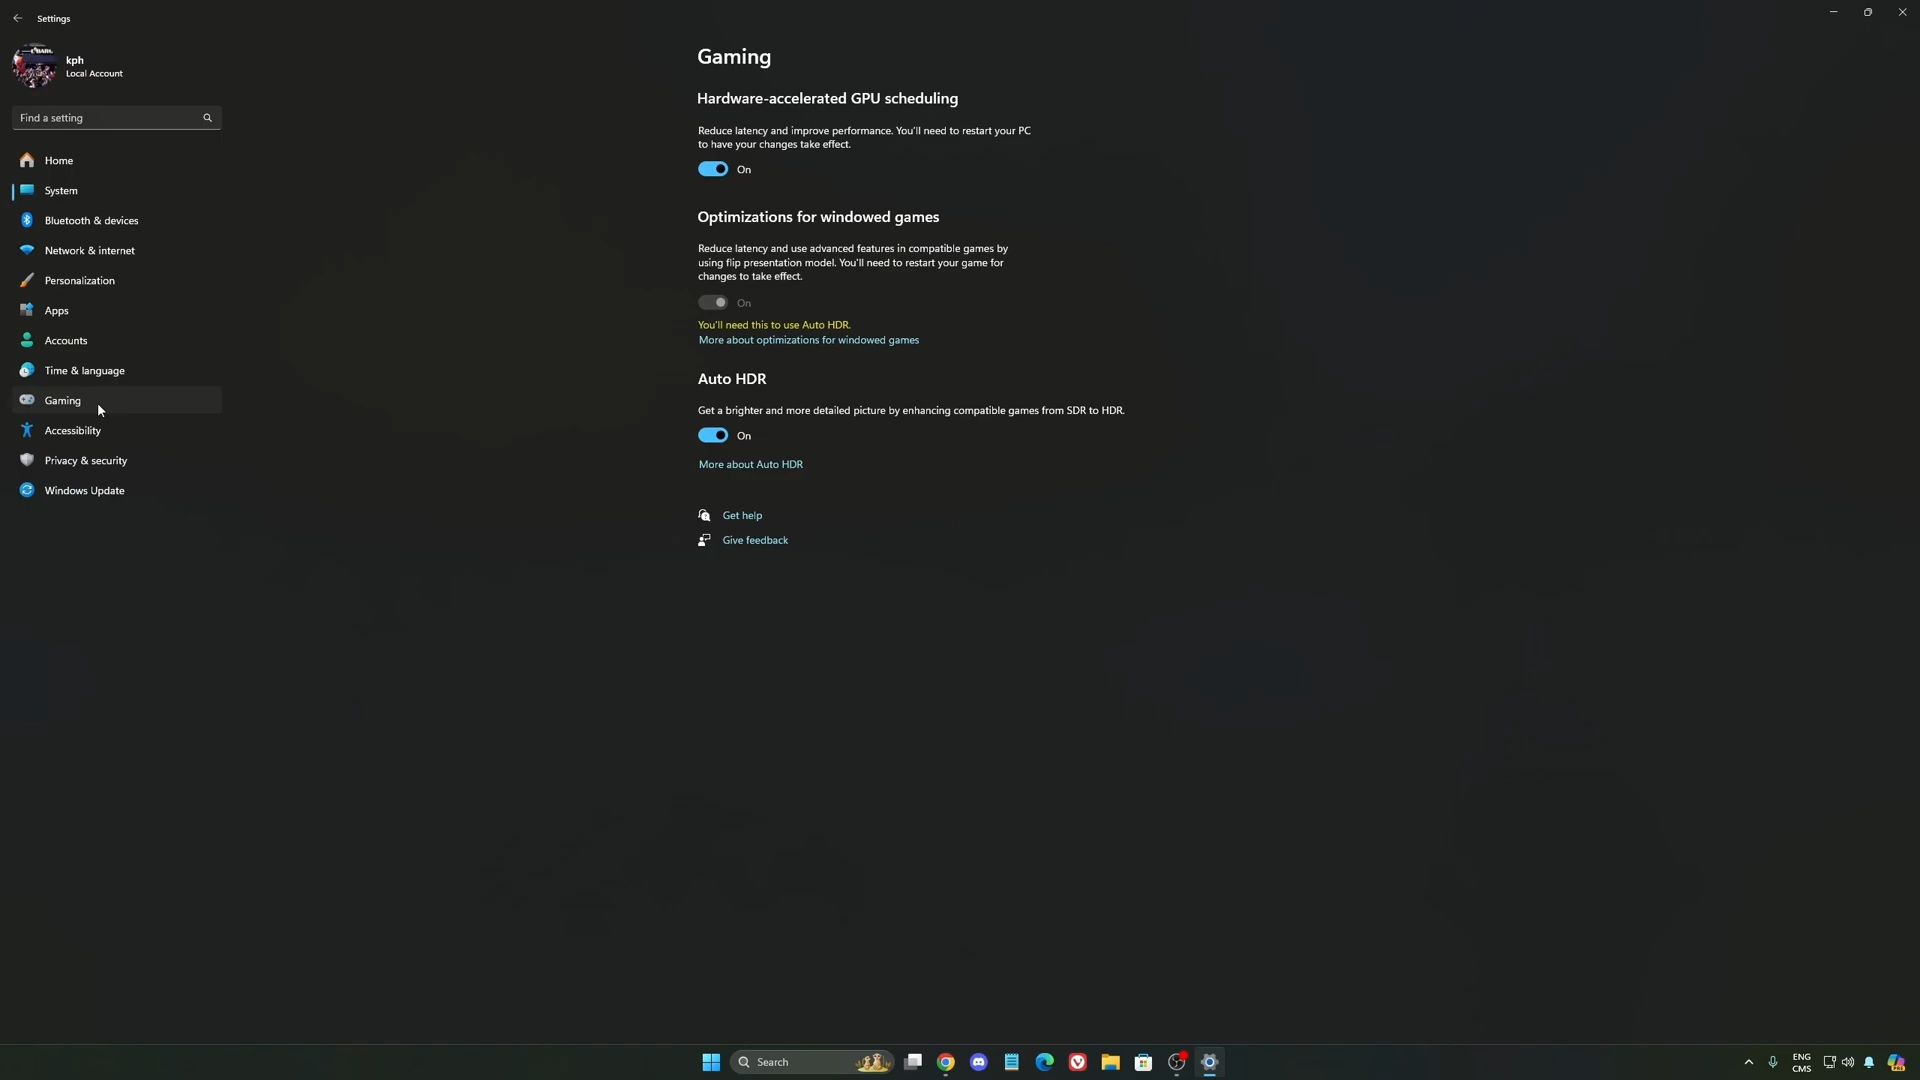 Settings
kph
Local Account
Find a setting
Home
System
Bluetooth & devices
Network & internet
Personalization
Apps
Accounts
Time & language
Gaming
Accessibility
Privacy & security
Windows Update
Gaming
Hardware-accelerated GPU scheduling
Reduce latency and improve performance. You'll need to restart your PC
to have your changes take effect.
On
Optimizations for windowed games
Reduce latency and use advanced features in compatible games by
using flip presentation model. You'll need to restart your game for
changes to take effect.
On
You'll need this to use Auto HDR.
More about optimizations for windowed games
Auto HDR
Get a brighter and more detailed picture by enhancing compatible games from SDR to HDR.
On
More about Auto HDR
Get help
Give feedback
Search
ENG
CMS